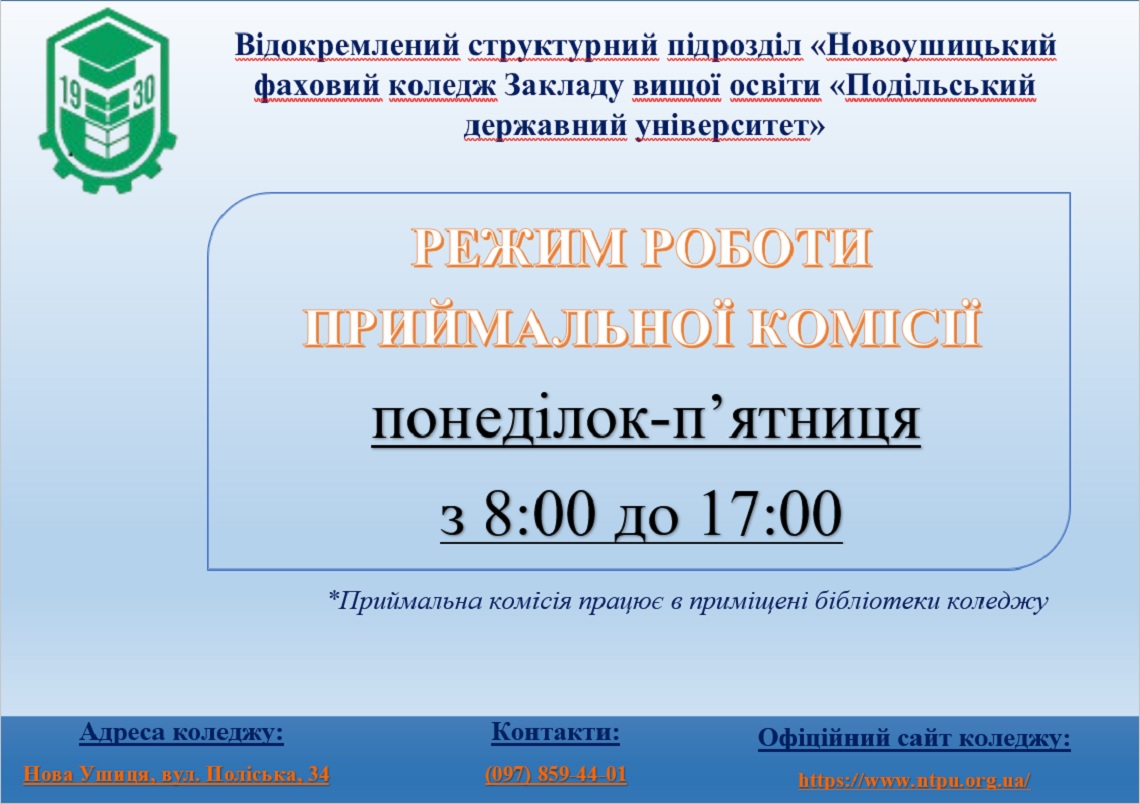 19 30
Відокремлений структурний підрозділ «Новоушицький
фаховий коледж Закладу вищої освіти «Подільський
державний університет»
РЕЖИМ РОБОТИ
ПРИЙМАЛЬНОЇ КОМІСІЇ
понеділок-п’ятниця
з 8:00 до 17:00
*Приймальна комісія працює в приміщені бібліотеки коледжу
Адреса коледжу:
Нова Ушиця, вул. Поліська, 34
Контакти:
(097) 859-44-01
Офіційний сайт коледжу:
https://www.ntpu.org.ua/